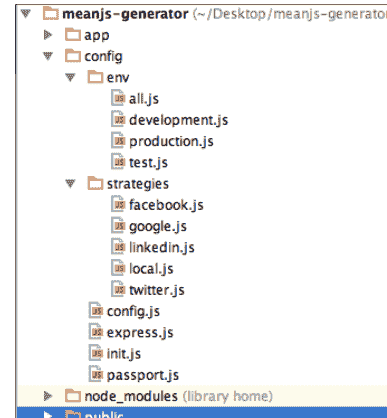 meanjs-generator (~/Desktop/meanjs-generator
app
config
env
all.js
development.js
production.js
test.js
strategies
facebook.js
google.js
linkedin.js
local.js
twitter.js
config.js
express.js
init.js
passport.js
node_modules (library home)
public